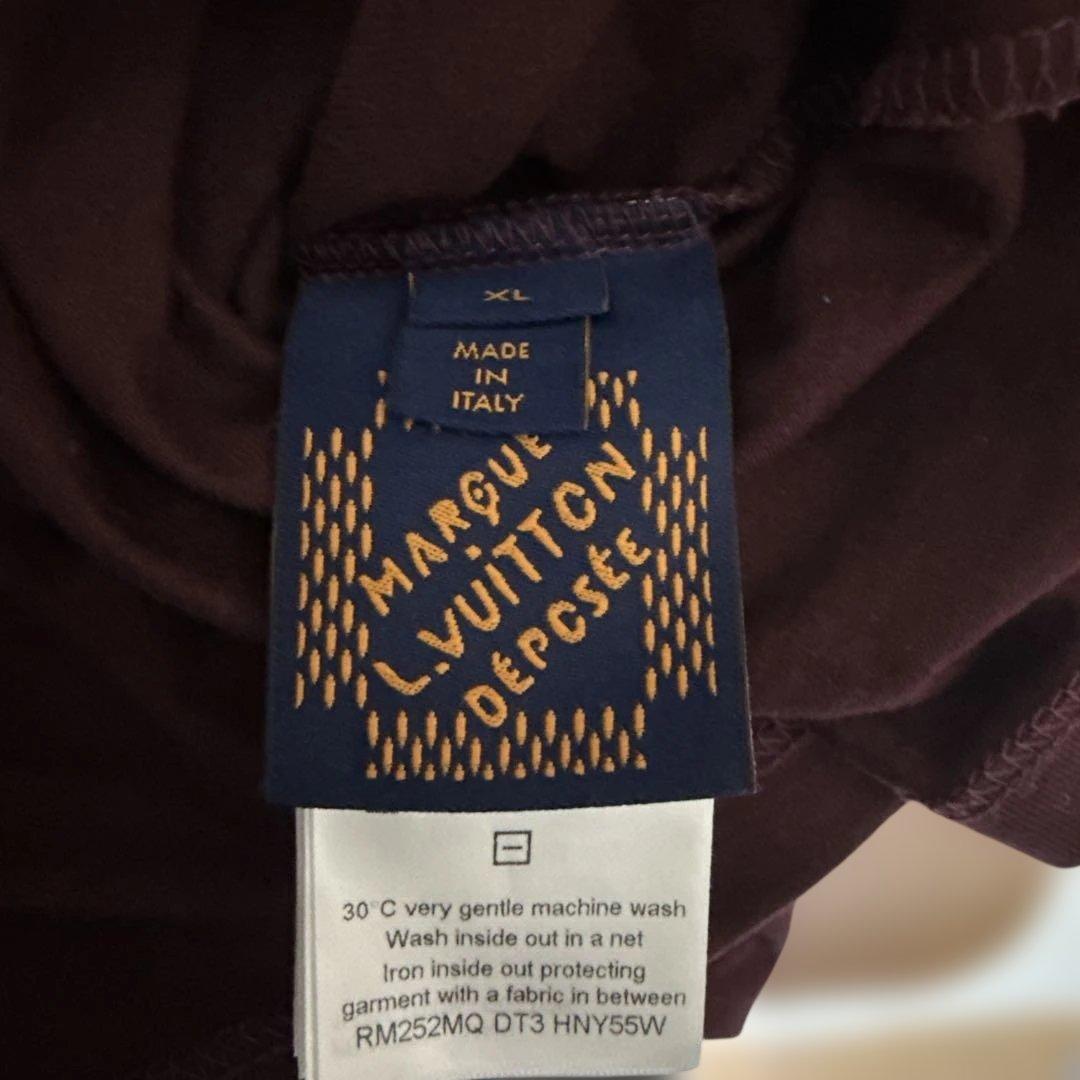 XL
MADE
IN
ITALY
MARQUE
L.VUITTON
DÉPOSÉE
30°C very gentle machine wash
Wash inside out in a net
Iron inside out protecting
garment with a fabric in between
RM252MQ DT3 HNY55W